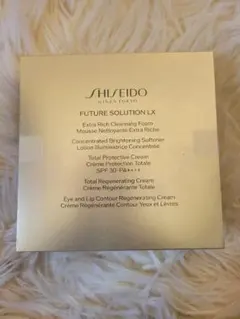 SHISEIDO
GINZA TOKYO
FUTURE SOLUTION LX
Extra Rich Cleansing Foam
Mousse Nettoyante Extra Riche
Concentrated Brightening Softener
Lotion Illuminatrice Concentrée
Total Protective Cream
Crème Protection Totale
SPF 30·PA++++
Total Regenerating Cream
Crème Régénérante Totale
Eye and Lip Contour Regenerating Cream
Crème Régénérante Contour Yeux et Lèvres